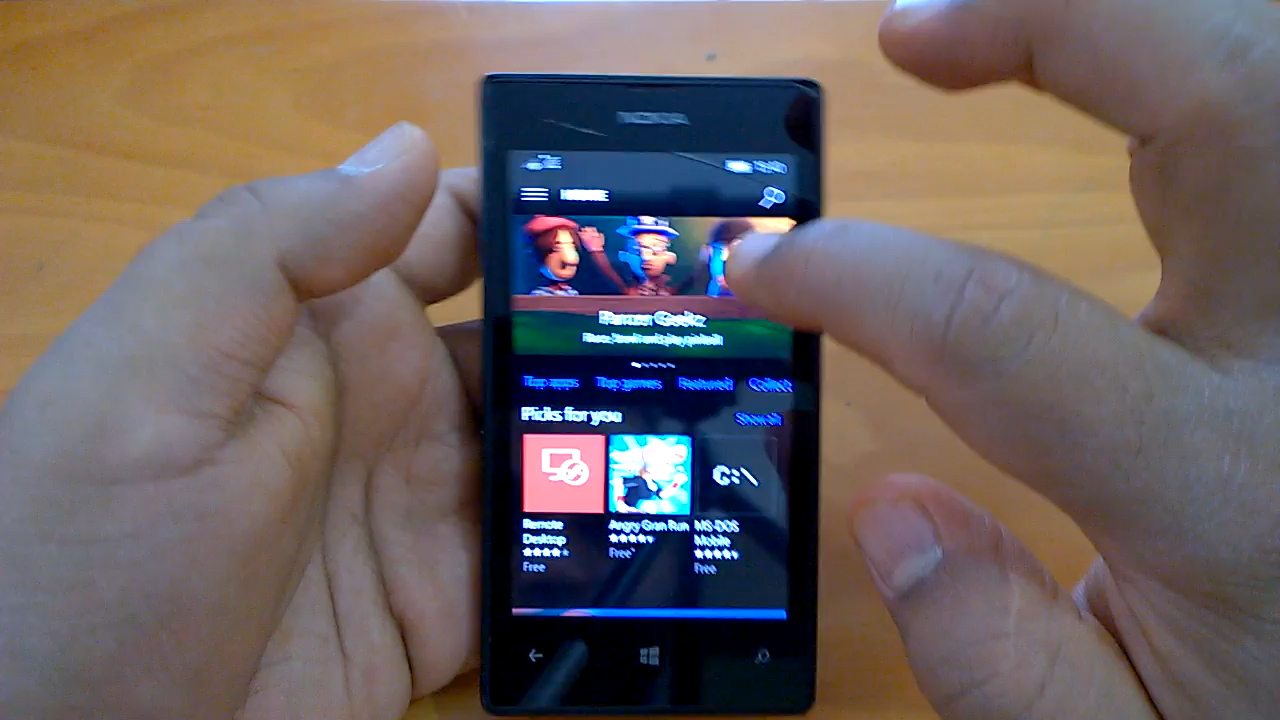 NOKIA
HOME
Panzer Geekz
Top apps Top games Featured Collect
Picks for you Show all
Remote Desktop
Free
Angry Gran Run
Free*
C:\
MS-DOS Mobile
Free